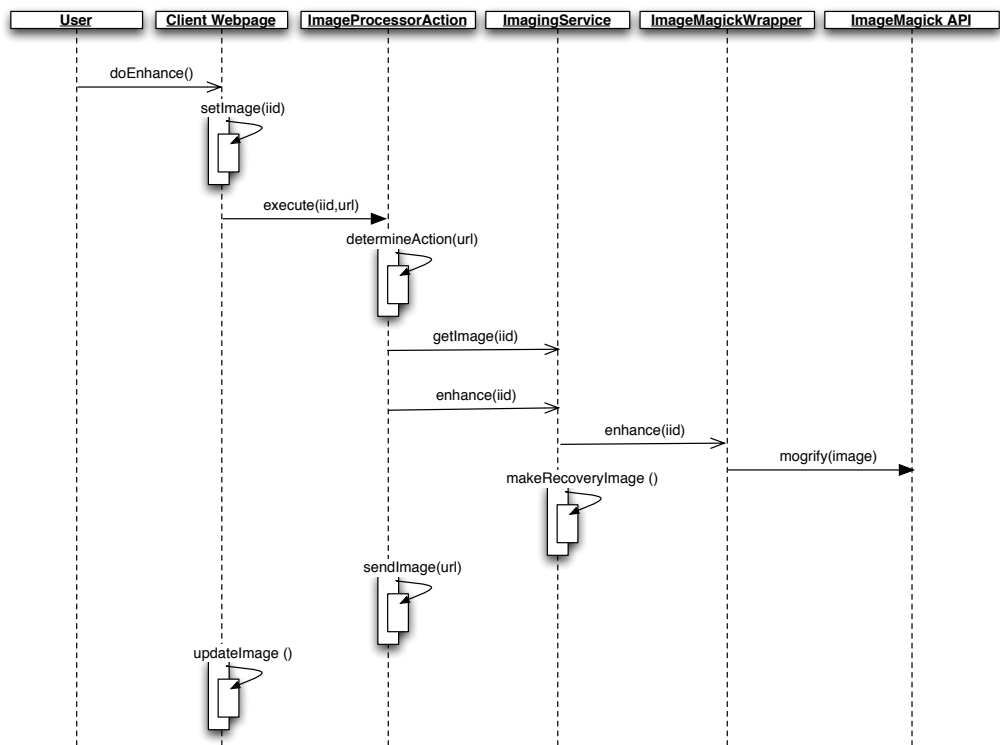 User
Client Webpage
ImageProcessorAction
ImagingService
ImageMagickWrapper
ImageMagick API
doEnhance()
setImage(iid)
execute(iid,url)
determineAction(url)
getImage(iid)
enhance(iid)
enhance(iid)
mogrify(image)
makeRecoveryImage ()
sendImage(url)
updateImage ()